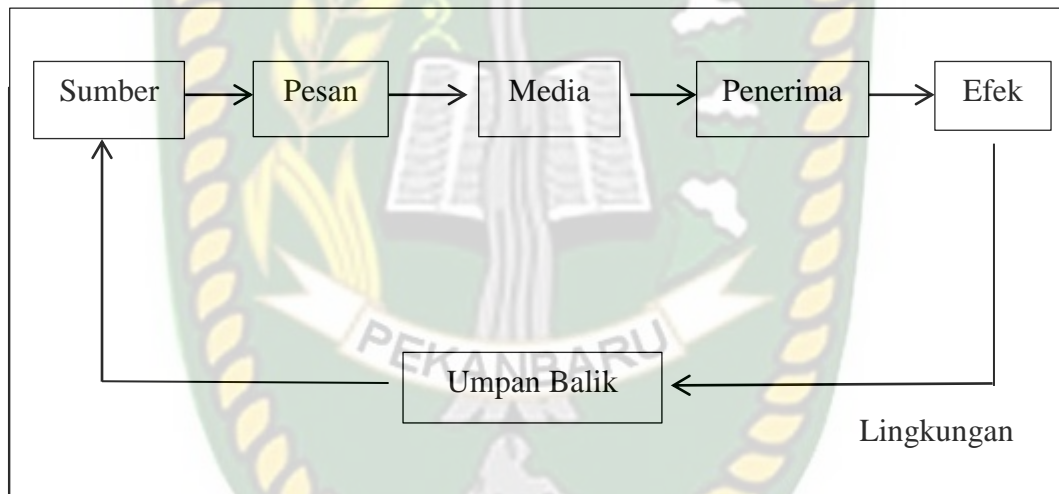 Sumber
Pesan
Media
Penerima
Efek
PEKANBARU
Umpan Balik
Lingkungan